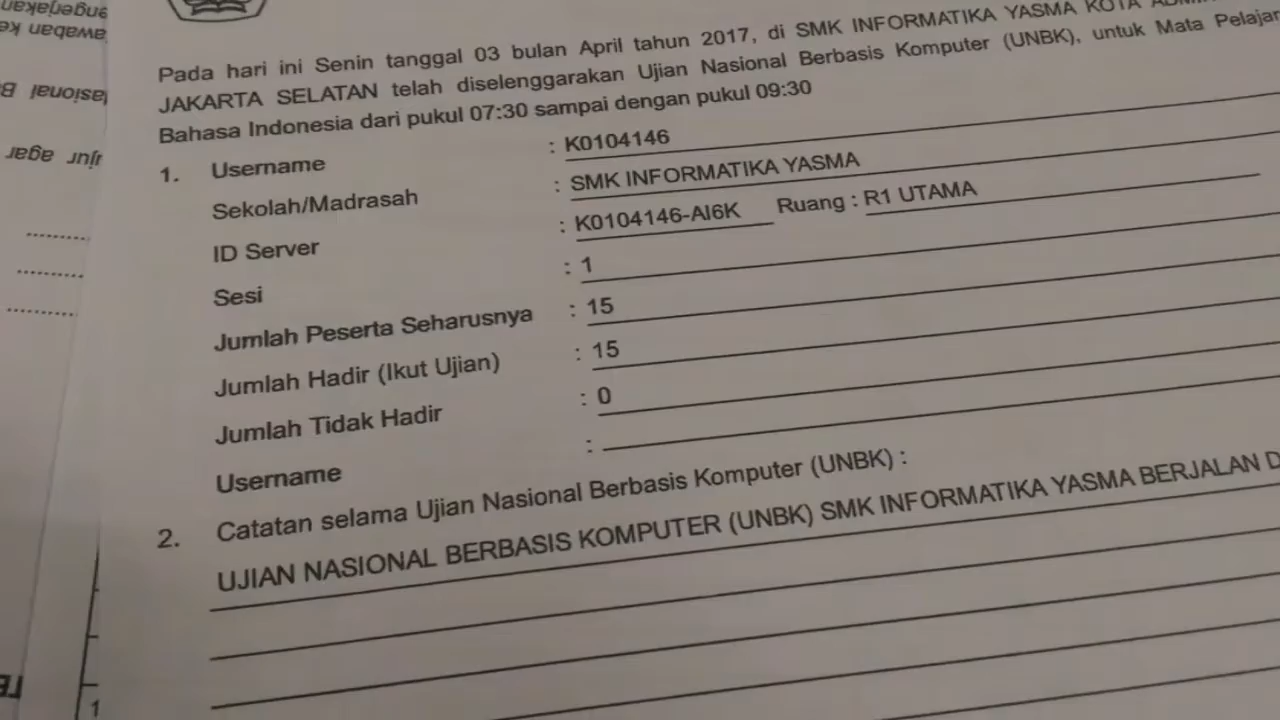 Pada hari ini Senin tanggal 03 bulan April tahun 2017, di SMK INFORMATIKA YASMA KOTA
JAKARTA SELATAN telah diselenggarakan Ujian Nasional Berbasis Komputer (UNBK), untuk Mata
Bahasa Indonesia dari pukul 07:30 sampai dengan pukul 09:30
1. Username : K0104146
Sekolah/Madrasah : SMK INFORMATIKA YASMA
ID Server : K0104146-AI6K Ruang : R1 UTAMA
Sesi : 1
Jumlah Peserta Seharusnya : 15
Jumlah Hadir (Ikut Ujian) : 15
Jumlah Tidak Hadir : 0
Username :
2. Catatan selama Ujian Nasional Berbasis Komputer (UNBK) :
UJIAN NASIONAL BERBASIS KOMPUTER (UNBK) SMK INFORMATIKA YASMA BERJALAN
1